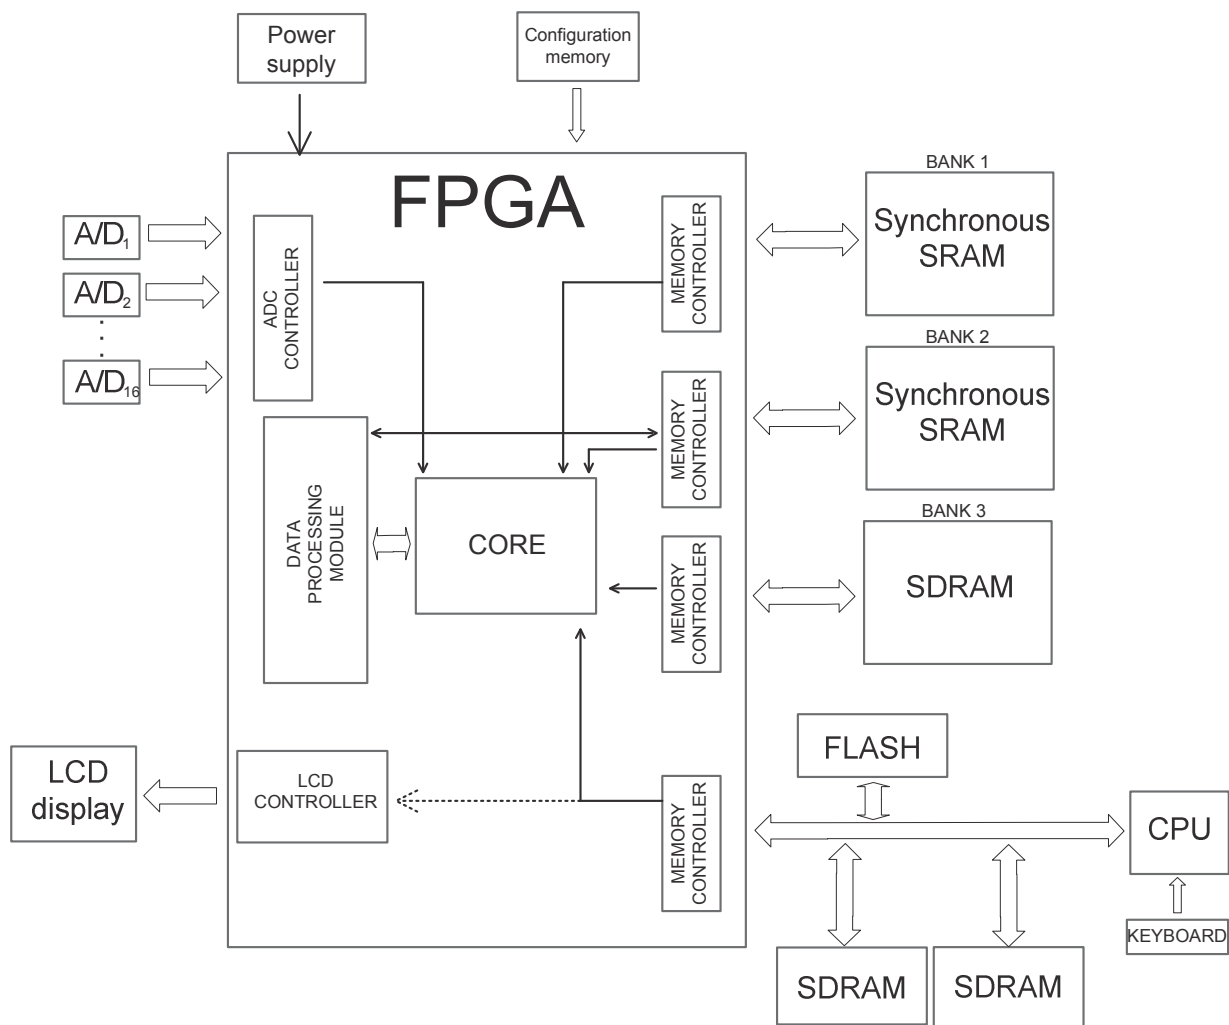 Power
supply
Configuration
memory
FPGA
BANK 1
Synchronous
SRAM
A/D1
A/D2
. . .
A/D16
ADC
CONTROLLER
MEMORY
CONTROLLER
BANK 2
Synchronous
SRAM
MEMORY
CONTROLLER
DATA
PROCESSING
MODULE
CORE
BANK 3
SDRAM
MEMORY
CONTROLLER
LCD
display
LCD
CONTROLLER
MEMORY
CONTROLLER
FLASH
CPU
KEYBOARD
SDRAM
SDRAM